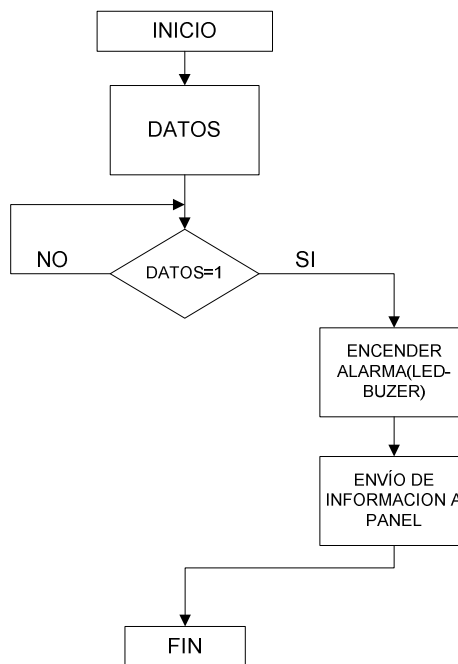 INICIO
DATOS
NO
DATOS=1
SI
ENCENDER
ALARMA(LED-
BUZER)
ENVÍO DE
INFORMACION A
PANEL
FIN